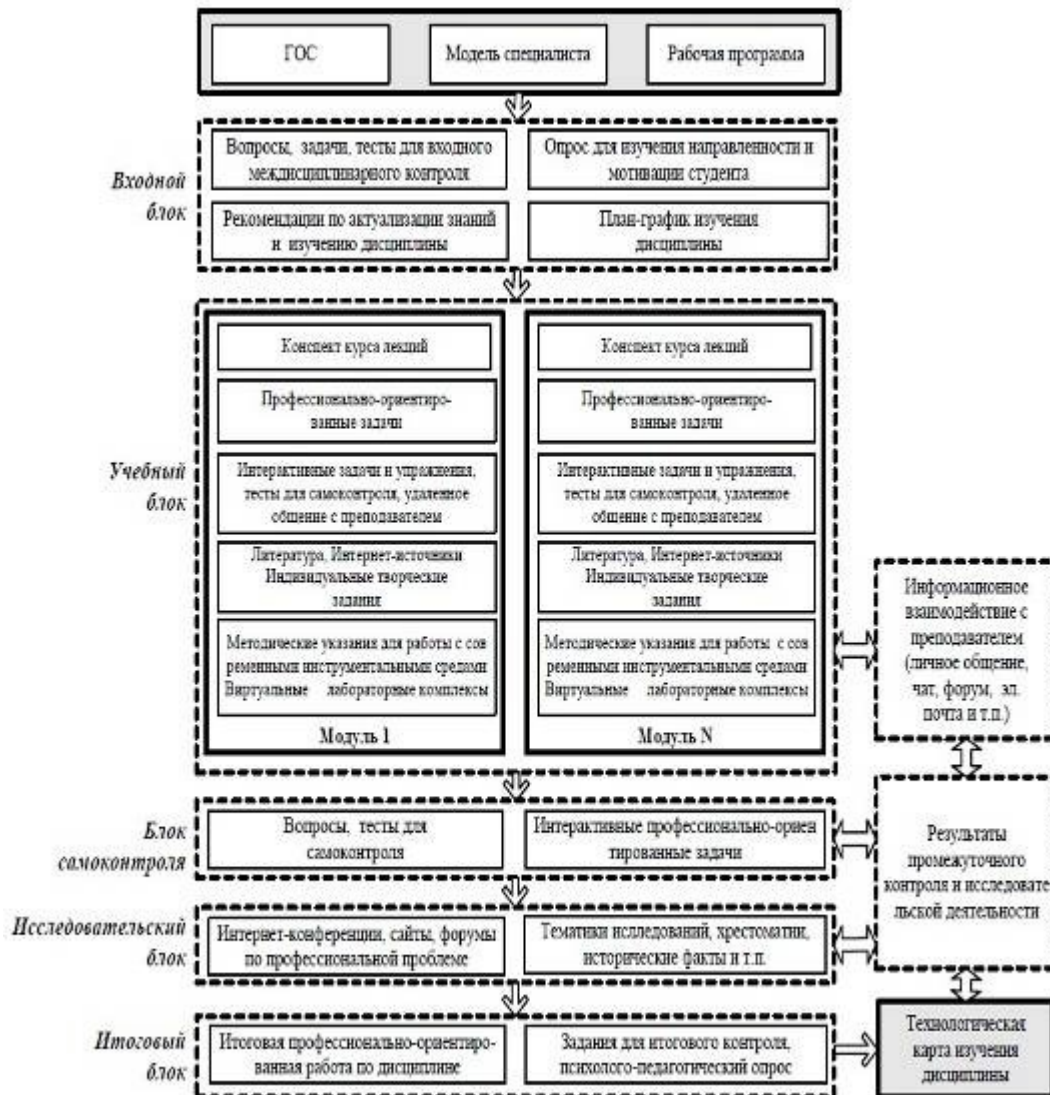 ГОС
Модель специалиста
Рабочая программа
Входной
блок
Вопросы, задачи, тесты для входного
междисциплинарного контроля
Опрос для изучения направленности и
мотивации студента
Рекомендации по актуализации знаний
и изучению дисциплины
План-график изучения
дисциплины
Учебный
блок
Конспект курса лекций
Профессионально-ориентиро-
ванные задачи
Интерактивные задачи и упражнения,
тесты для самоконтроля, удаленное
общение с преподавателем
Литература, Интернет-источники
Индивидуальные творческие
задания
Методические указания для работы с сов
ременными инструментальными средами
Виртуальные лабораторные комплексы
Модуль 1
Конспект курса лекций
Профессионально-ориентиро-
ванные задачи
Интерактивные задачи и упражнения,
тесты для самоконтроля, удаленное
общение с преподавателем
Литература, Интернет-источники
Индивидуальные творческие
задания
Методические указания для работы с сов
ременными инструментальными средами
Виртуальные лабораторные комплексы
Модуль N
Информационное
взаимодействие с
преподавателем
(личное общение,
чат, форум, эл.
почта и т.п.)
Блок
самоконтроля
Вопросы, тесты для
самоконтроля
Интерактивные профессионально-ориен
тированные задачи
Результаты
промежуточного
контроля и исследовате
льской деятельности
Исследовательский
блок
Интернет-конференции, сайты, форумы
по профессиональной проблеме
Тематики исследований, хрестоматии,
исторические факты и т.п.
Итоговый
блок
Итоговая профессионально-ориентиро-
ванная работа по дисциплине
Задания для итогового контроля,
психолого-педагогический опрос
Технологическая
карта изучения
дисциплины